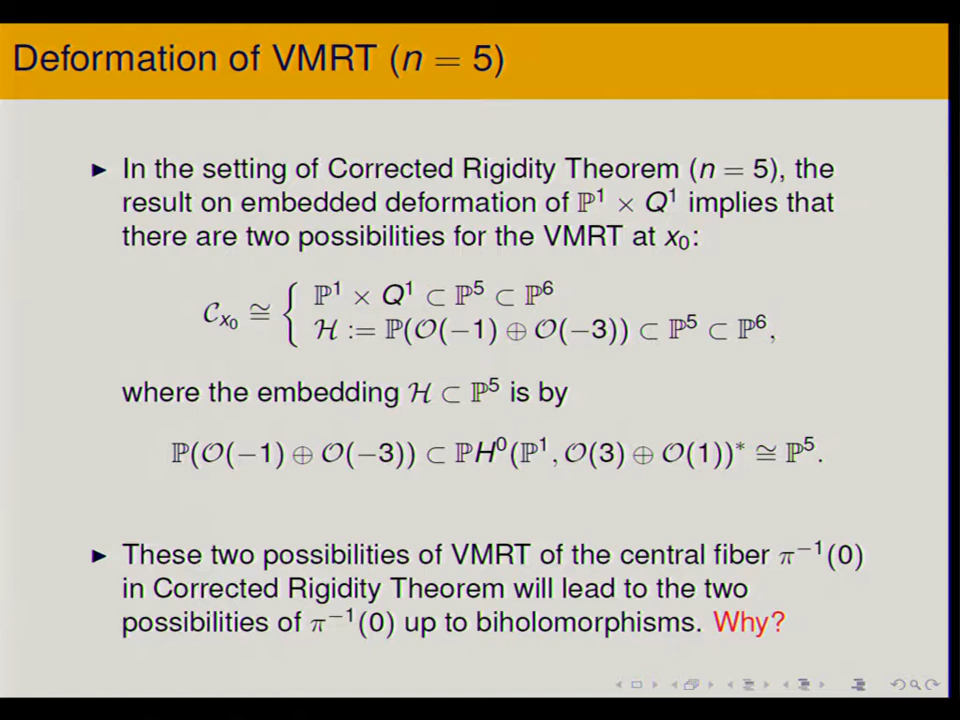 Deformation of VMRT (n = 5)
► In the setting of Corrected Rigidity Theorem (n = 5), the
result on embedded deformation of ℙ¹ × Q¹ implies that
there are two possibilities for the VMRT at x₀:
𝒞ₓ₀ ≅ { ℙ¹ × Q¹ ⊂ ℙ⁵ ⊂ ℙ⁶
ℋ := ℙ(𝒪(−1) ⊕ 𝒪(−3)) ⊂ ℙ⁵ ⊂ ℙ⁶,
where the embedding ℋ ⊂ ℙ⁵ is by
ℙ(𝒪(−1) ⊕ 𝒪(−3)) ⊂ ℙH⁰(ℙ¹, 𝒪(3) ⊕ 𝒪(1))* ≅ ℙ⁵.
► These two possibilities of VMRT of the central fiber π⁻¹(0)
in Corrected Rigidity Theorem will lead to the two
possibilities of π⁻¹(0) up to biholomorphisms. Why?